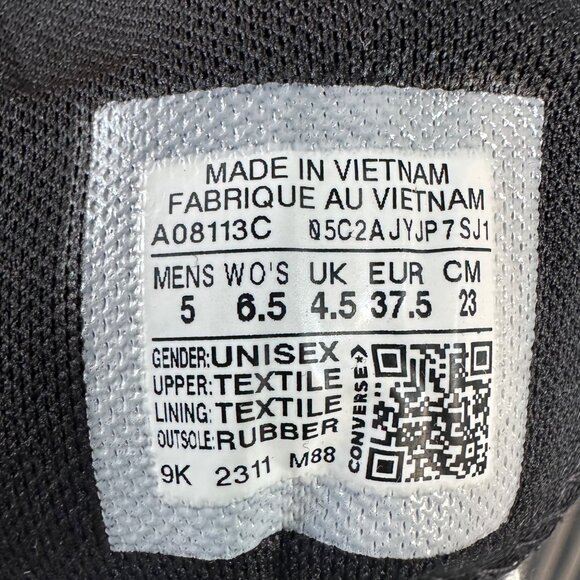 MADE IN VIETNAM
FABRIQUE AU VIETNAM
A08113C 05C2AJYJP7SJ1
MENS WO'S UK EUR CM
5 6.5 4.5 37.5 23
GENDER:UNISEX
UPPER:TEXTILE
LINING:TEXTILE
OUTSOLE:RUBBER
CONVERSE
9K 2311 M88